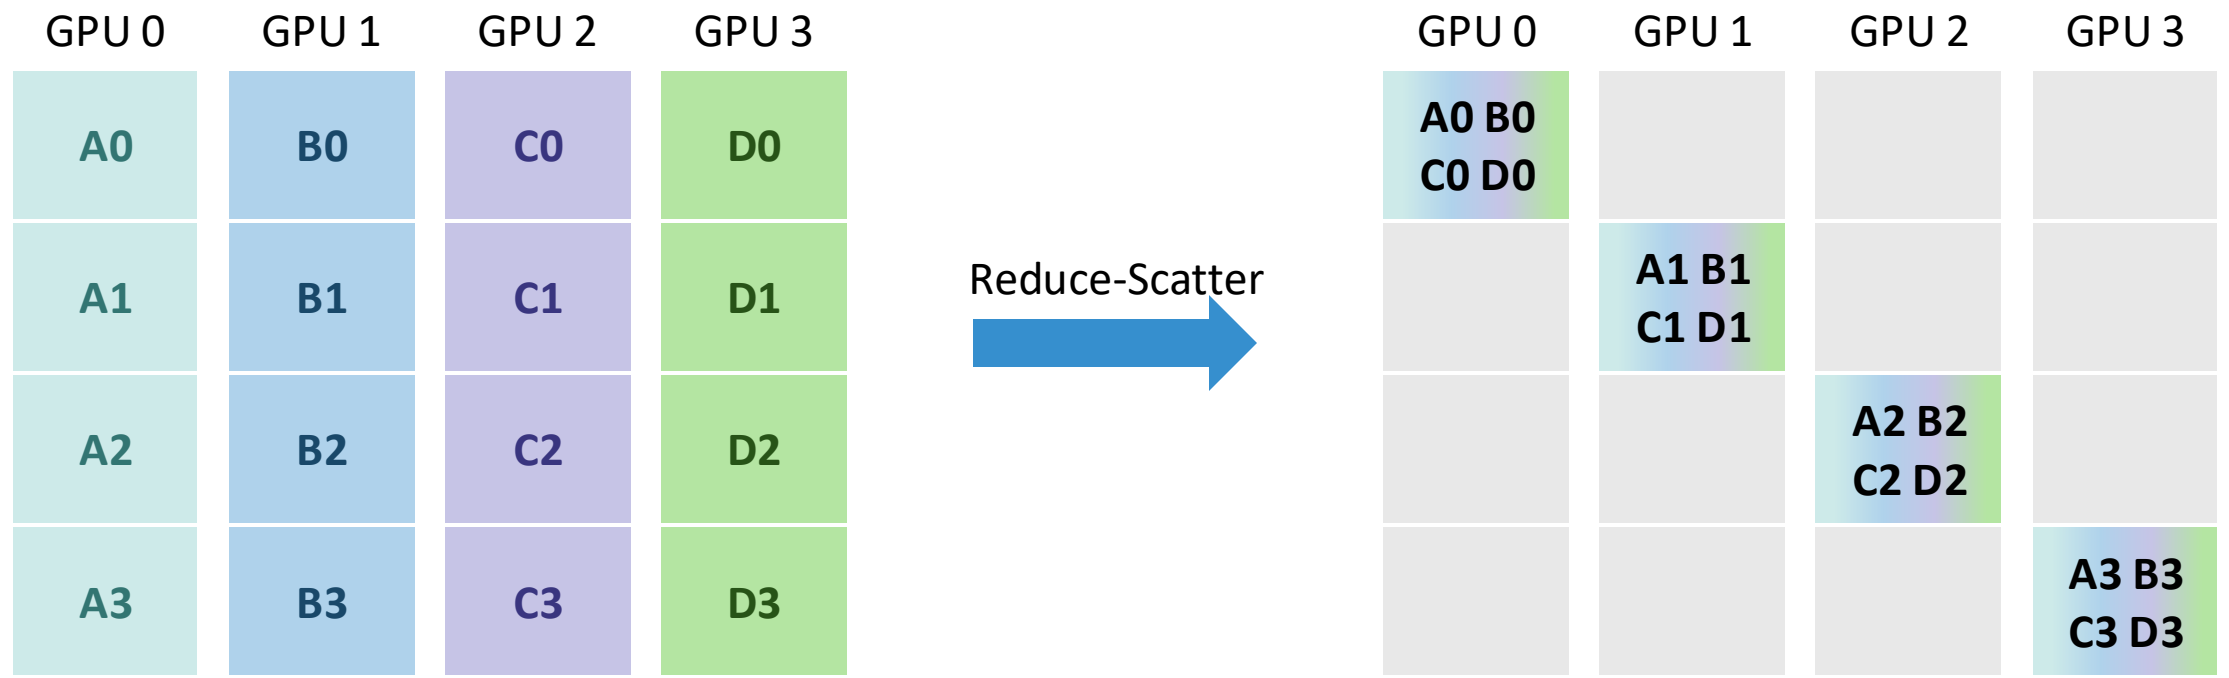 GPU 0 GPU 1 GPU 2 GPU 3
A0 B0 C0 D0
A1 B1 C1 D1
A2 B2 C2 D2
A3 B3 C3 D3
Reduce-Scatter
GPU 0 GPU 1 GPU 2 GPU 3
A0 B0
C0 D0
A1 B1
C1 D1
A2 B2
C2 D2
A3 B3
C3 D3